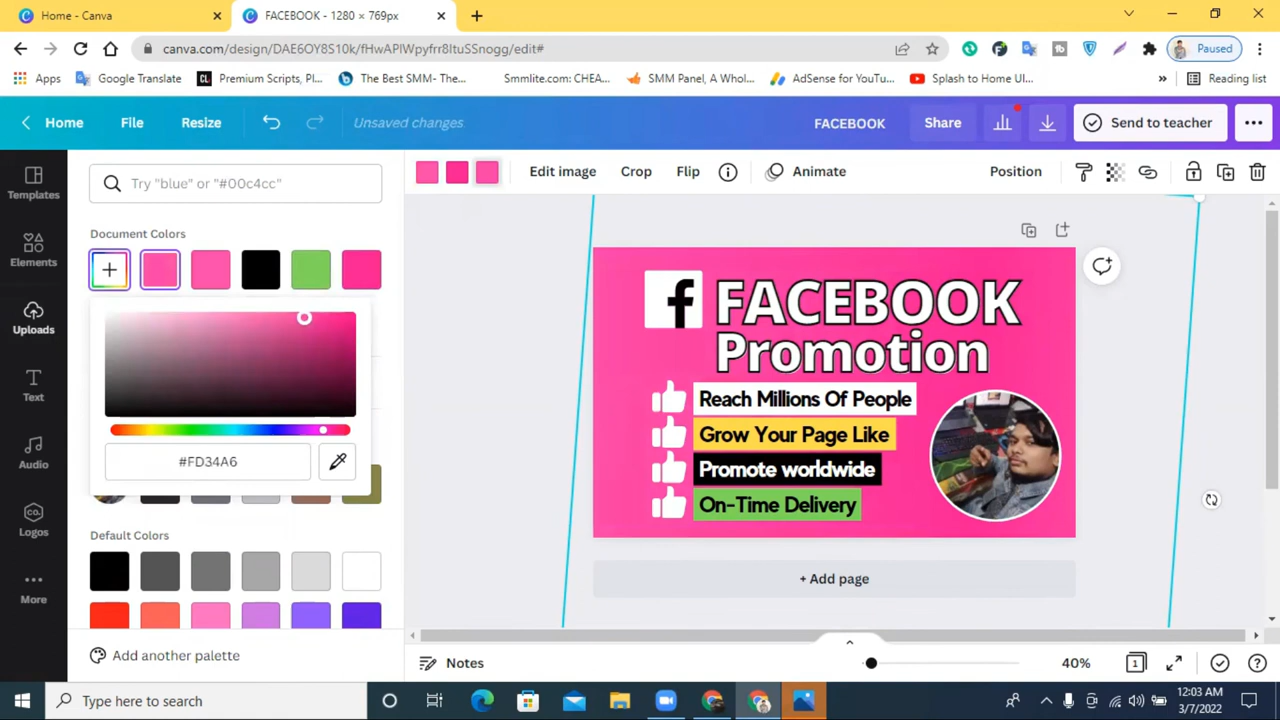 Home - Canva
FACEBOOK - 1280 × 769px
canva.com/design/DAE6OY8S10k/fHwAPlWpyfrr8ItuSSnogg/edit#
Paused
Apps
Google Translate
CL
Premium Scripts, Pl...
The Best SMM- The...
Smmlite.com: CHEA...
SMM Panel, A Whol...
AdSense for YouTu...
Splash to Home UI...
»
Reading list
Home
File
Resize
Unsaved changes
FACEBOOK
Share
Send to teacher
Templates
Elements
Uploads
Text
Audio
Logos
More
Try "blue" or "#00c4cc"
Document Colors
#FD34A6
Default Colors
Add another palette
Edit image
Crop
Flip
Animate
Position
f FACEBOOK
Promotion
Reach Millions Of People
Grow Your Page Like
Promote worldwide
On-Time Delivery
+ Add page
Notes
40%
1
Type here to search
12:03 AM
3/7/2022